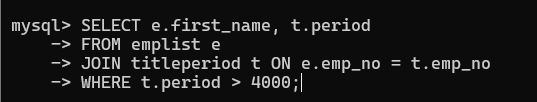 mysql> SELECT e.first_name, t.period
    -> FROM emplist e
    -> JOIN titleperiod t ON e.emp_no = t.emp_no
    -> WHERE t.period > 4000;